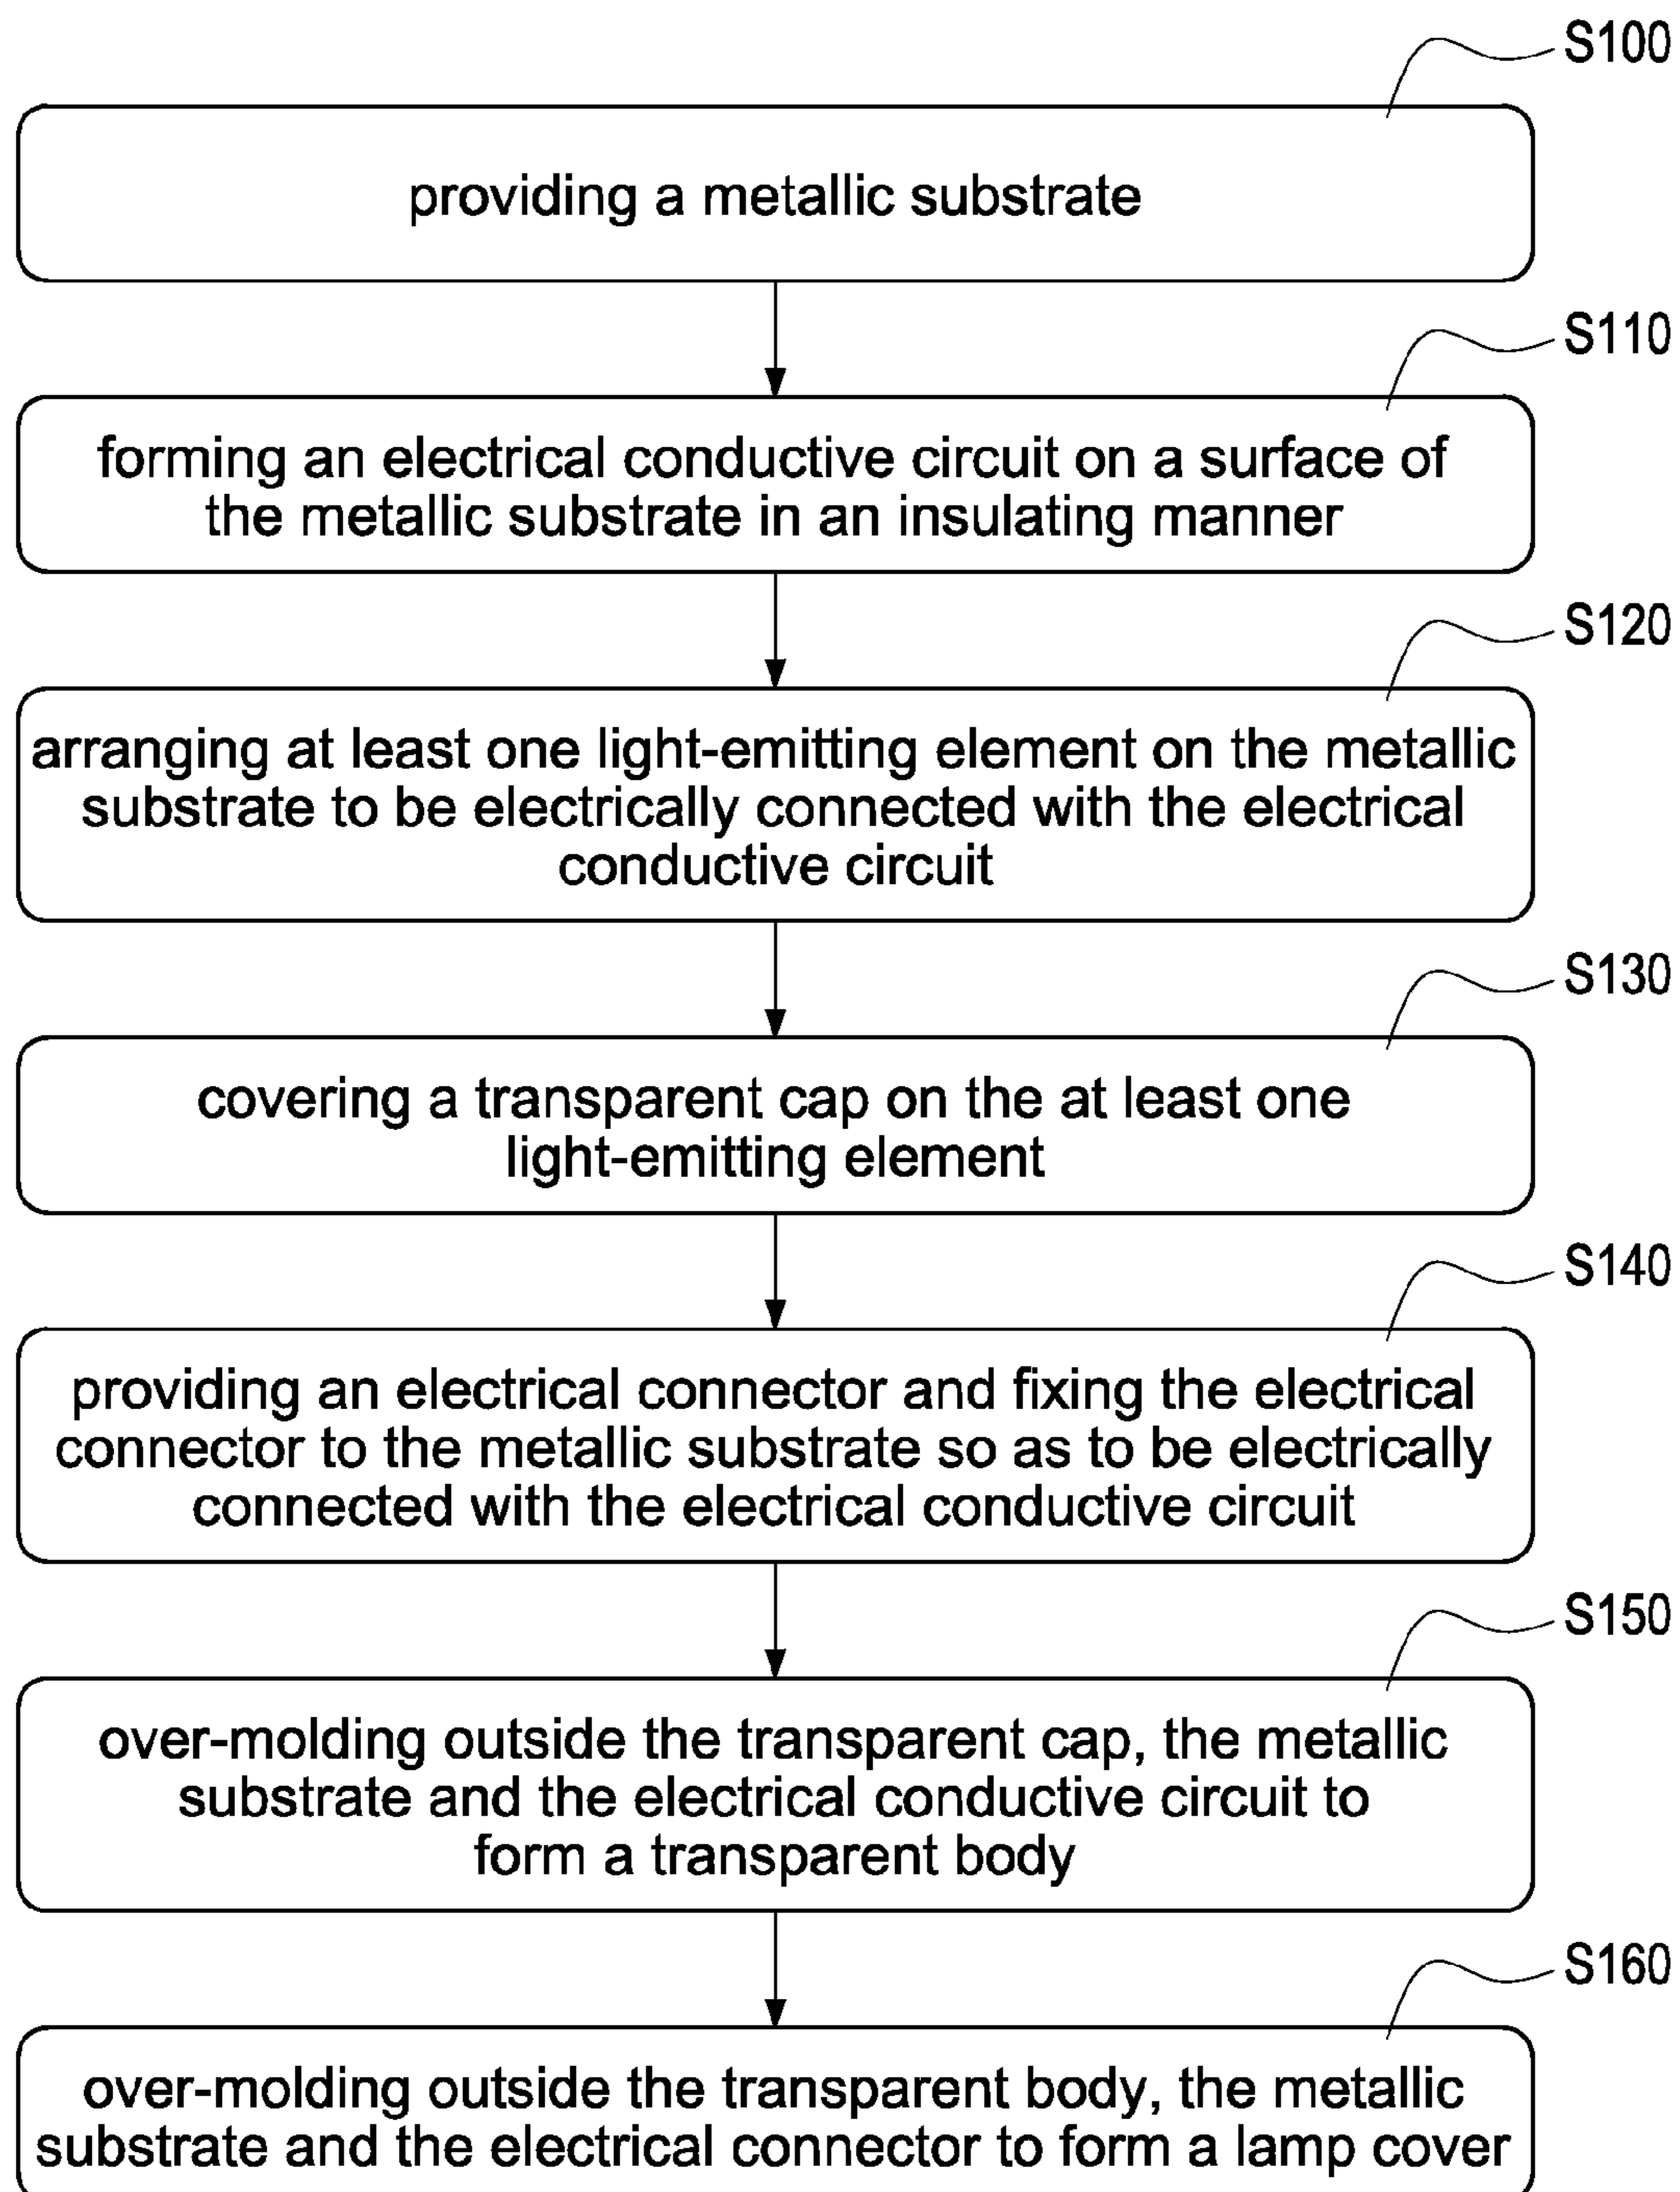 S100
providing a metallic substrate
S110
forming an electrical conductive circuit on a surface of
the metallic substrate in an insulating manner
S120
arranging at least one light-emitting element on the metallic
substrate to be electrically connected with the electrical
conductive circuit
S130
covering a transparent cap on the at least one
light-emitting element
S140
providing an electrical connector and fixing the electrical
connector to the metallic substrate so as to be electrically
connected with the electrical conductive circuit
S150
over-molding outside the transparent cap, the metallic
substrate and the electrical conductive circuit to
form a transparent body
S160
over-molding outside the transparent body, the metallic
substrate and the electrical connector to form a lamp cover